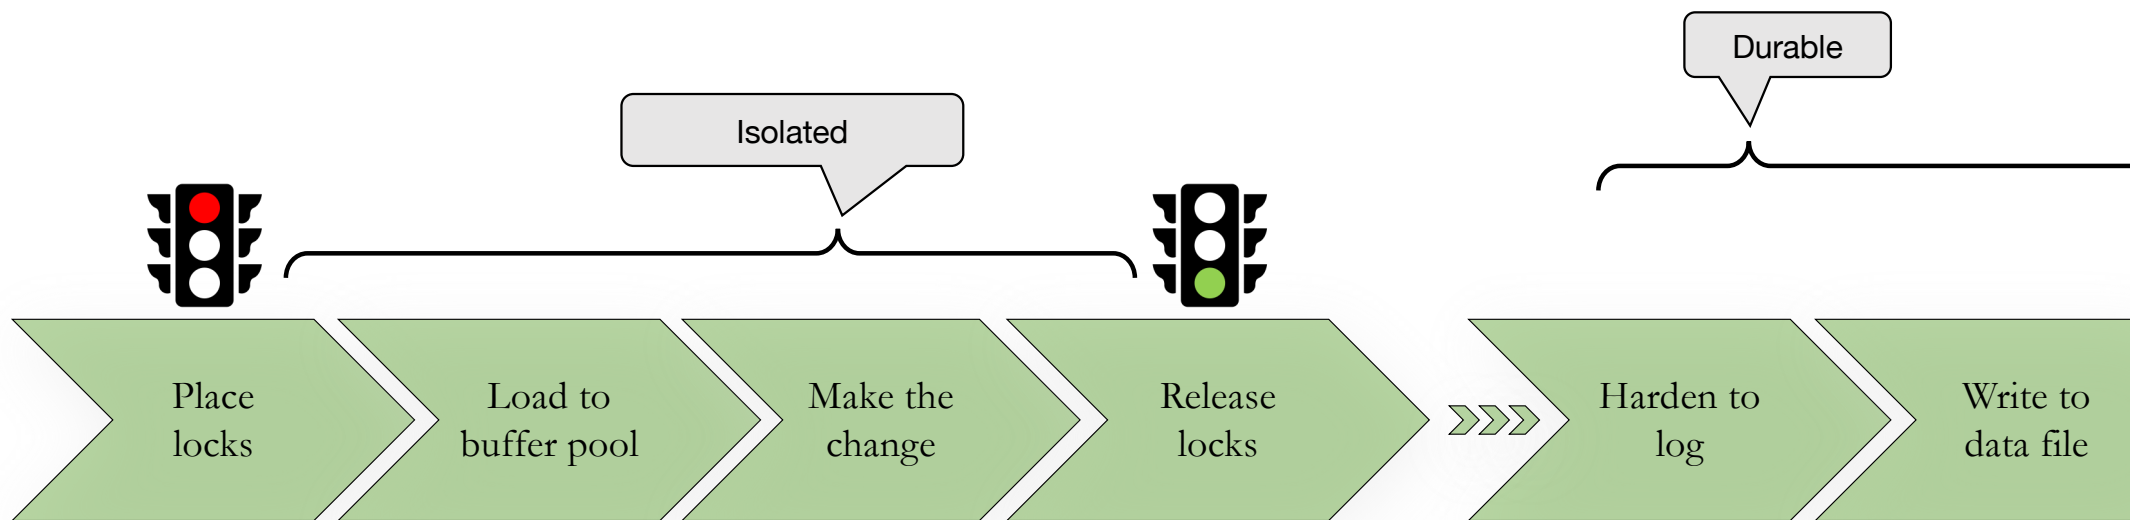 Durable
Isolated
Place
locks
Load to
buffer pool
Make the
change
Release
locks
Harden to
log
Write to
data file